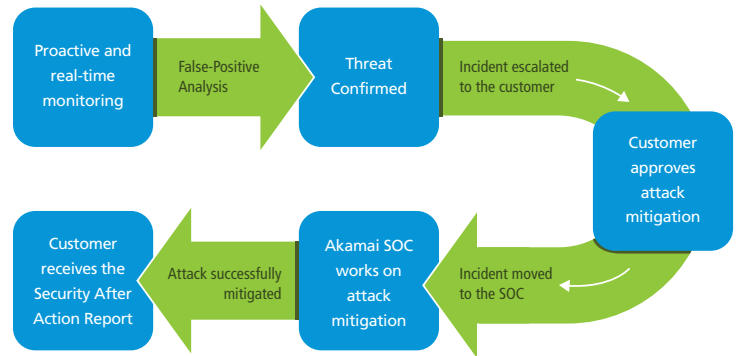 Proactive and
real-time
monitoring
False-Positive
Analysis
Threat
Confirmed
Incident escalated
to the customer
Customer
approves
attack
mitigation
Incident moved
to the SOC
Akamai SOC
works on
attack
mitigation
Attack successfully
mitigated
Customer
receives the
Security After
Action Report